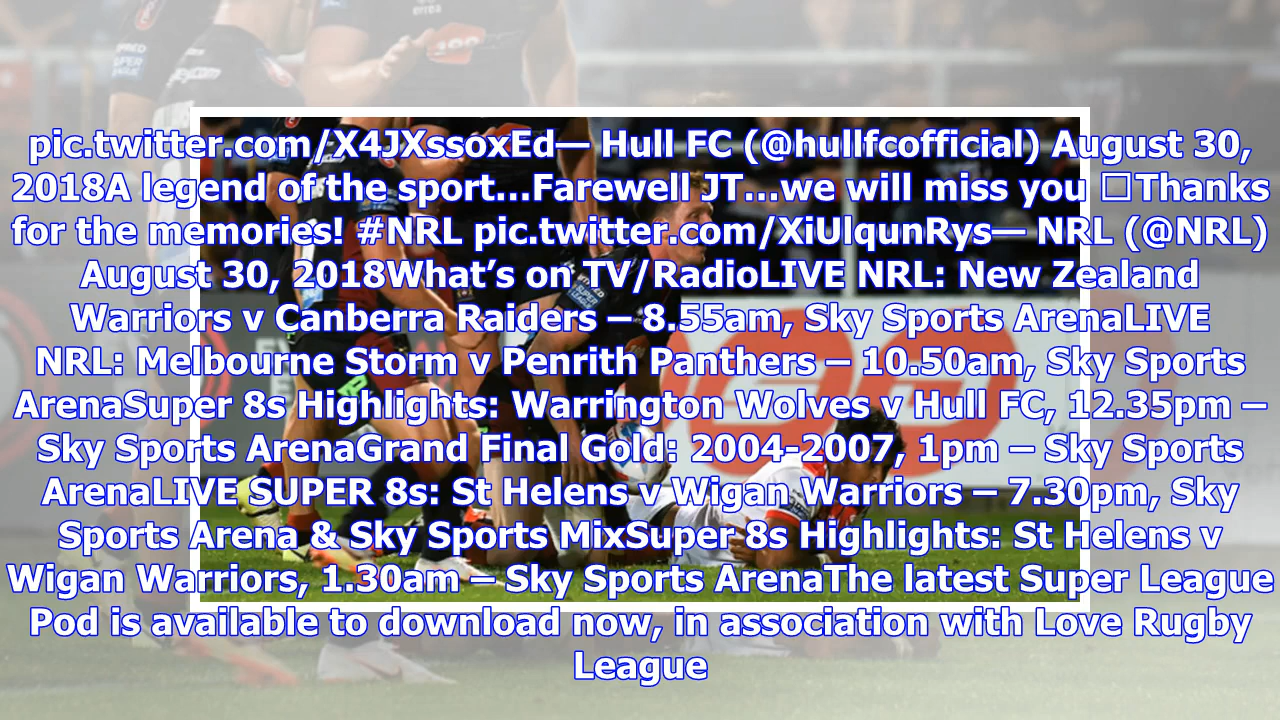 pic.twitter.com/X4JXssoxEd— Hull FC (@hullfcofficial) August 30,
2018A legend of the sport...Farewell JT...we will miss you □Thanks
for the memories! #NRL pic.twitter.com/XiUlqunRys— NRL (@NRL)
August 30, 2018What’s on TV/RadioLIVE NRL: New Zealand
Warriors v Canberra Raiders – 8.55am, Sky Sports ArenaLIVE
NRL: Melbourne Storm v Penrith Panthers – 10.50am, Sky Sports
ArenaSuper 8s Highlights: Warrington Wolves v Hull FC, 12.35pm –
Sky Sports ArenaGrand Final Gold: 2004-2007, 1pm – Sky Sports
ArenaLIVE SUPER 8s: St Helens v Wigan Warriors – 7.30pm, Sky
Sports Arena & Sky Sports MixSuper 8s Highlights: St Helens v
Wigan Warriors, 1.30am – Sky Sports ArenaThe latest Super League
Pod is available to download now, in association with Love Rugby
League